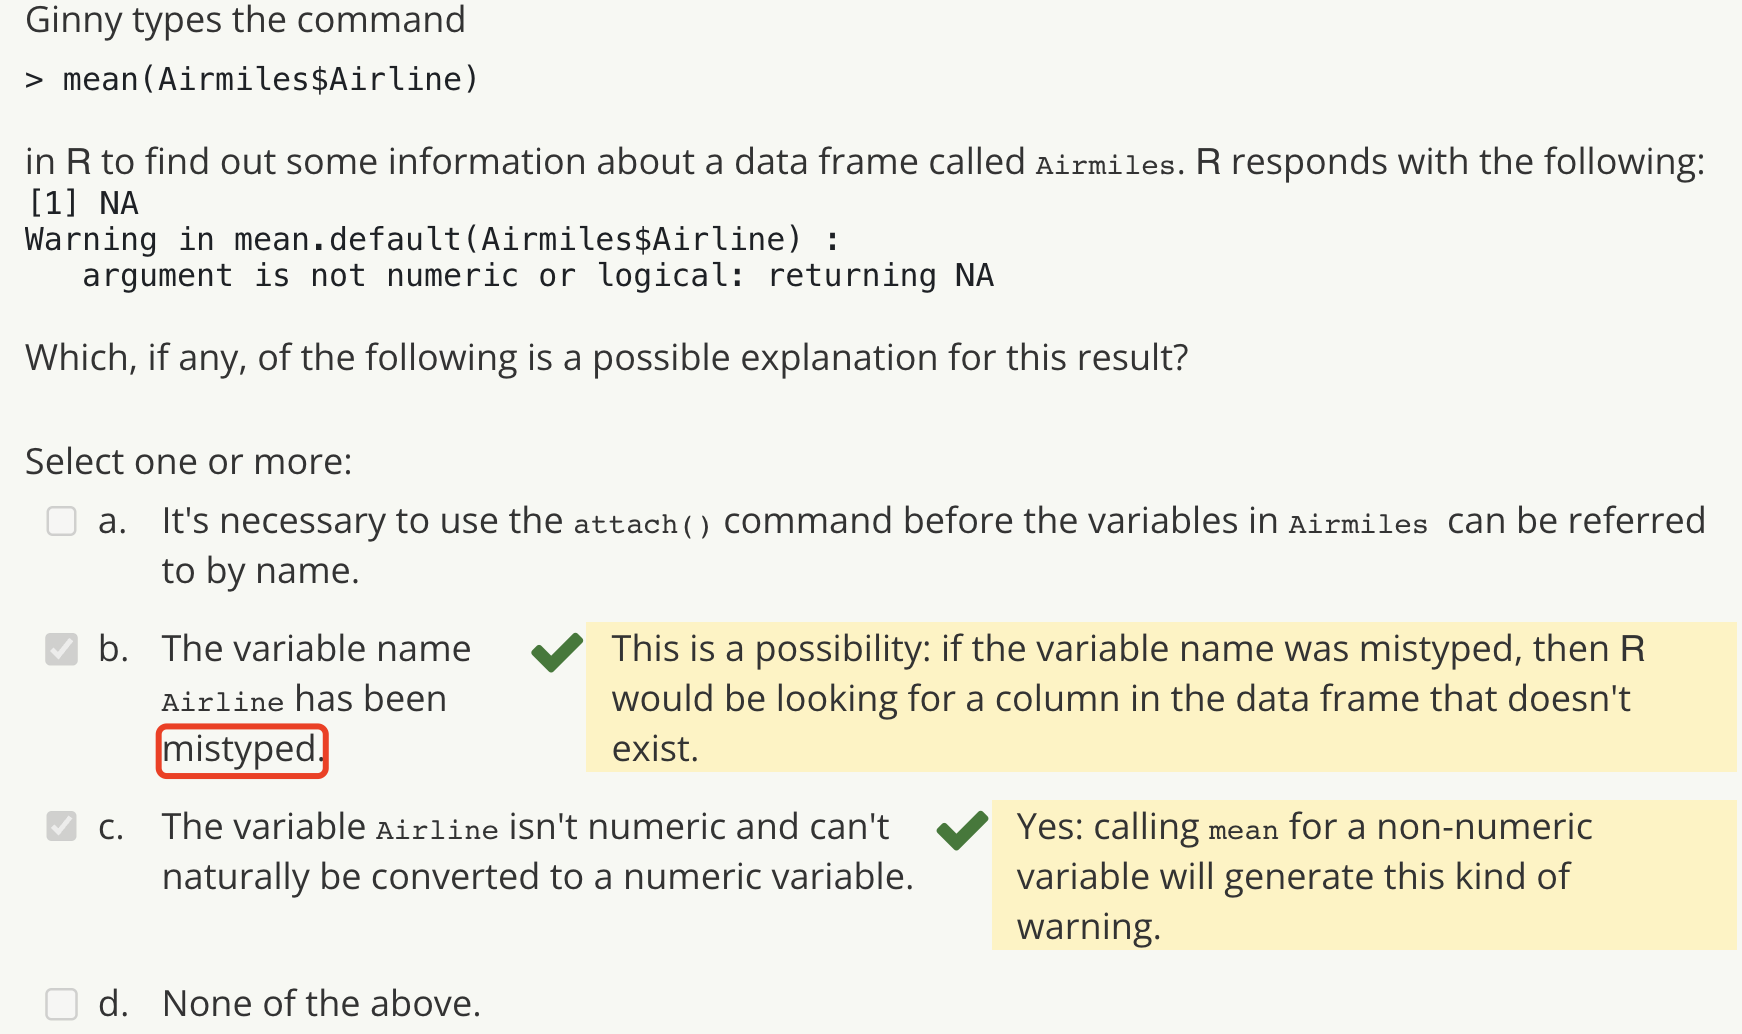 Ginny types the command
> mean(Airmiles$Airline)
in R to find out some information about a data frame called Airmiles. R responds with the following:
[1] NA
Warning in mean.default(Airmiles$Airline) :
argument is not numeric or logical: returning NA
Which, if any, of the following is a possible explanation for this result?
Select one or more:
a. It's necessary to use the attach() command before the variables in Airmiles can be referred
to by name.
b. The variable name
Airline has been
mistyped.
This is a possibility: if the variable name was mistyped, then R
would be looking for a column in the data frame that doesn't
exist.
c. The variable Airline isn't numeric and can't
naturally be converted to a numeric variable.
Yes: calling mean for a non-numeric
variable will generate this kind of
warning.
d. None of the above.